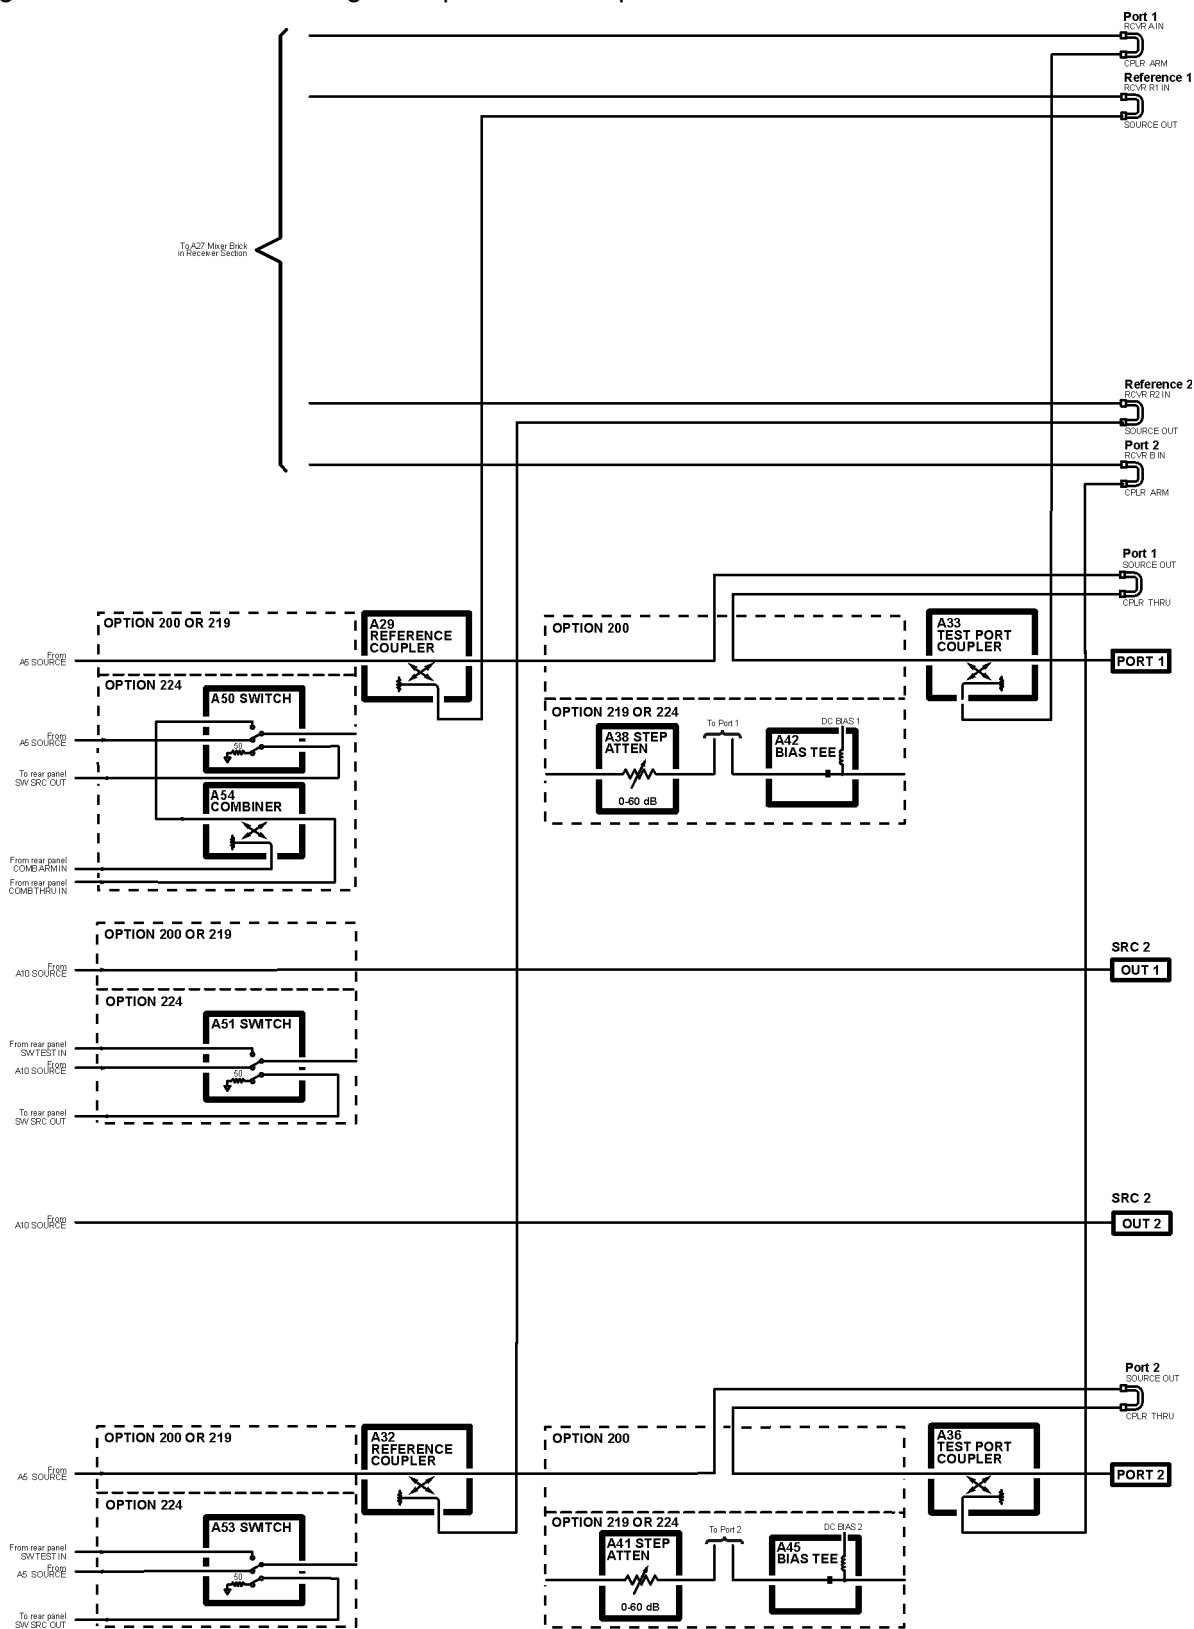 Port 1
RCVR A IN
CPLR ARM
Reference 1
RCVR R1 IN
SOURCE OUT
To A27 Mixer Brick
in Receiver Section
Reference 2
RCVR R2 IN
SOURCE OUT
Port 2
RCVR B IN
CPLR ARM
Port 1
SOURCE OUT
CPLR THRU
OPTION 200 OR 219
A29
REFERENCE
COUPLER
OPTION 200
A33
TEST PORT
COUPLER
From
A5 SOURCE
PORT 1
OPTION 224
A50 SWITCH
OPTION 219 OR 224
To Port 1
DC BIAS 1
A38 STEP
ATTEN
A42
BIAS TEE
From
A5 SOURCE
50
To rear panel
SW SRC OUT
A54
COMBINER
0-60 dB
From rear panel
COMB ARM IN
From rear panel
COMB THRU IN
OPTION 200 OR 219
SRC 2
From
A10 SOURCE
OUT 1
OPTION 224
A51 SWITCH
From rear panel
SW TEST IN
From
A10 SOURCE
50
To rear panel
SW SRC OUT
SRC 2
From
A10 SOURCE
OUT 2
Port 2
SOURCE OUT
CPLR THRU
OPTION 200 OR 219
A32
REFERENCE
COUPLER
OPTION 200
A36
TEST PORT
COUPLER
From
A5 SOURCE
PORT 2
OPTION 224
A53 SWITCH
OPTION 219 OR 224
To Port 2
DC BIAS 2
A41 STEP
ATTEN
A45
BIAS TEE
From rear panel
SW TEST IN
From
A5 SOURCE
50
0-60 dB
To rear panel
SW SRC OUT